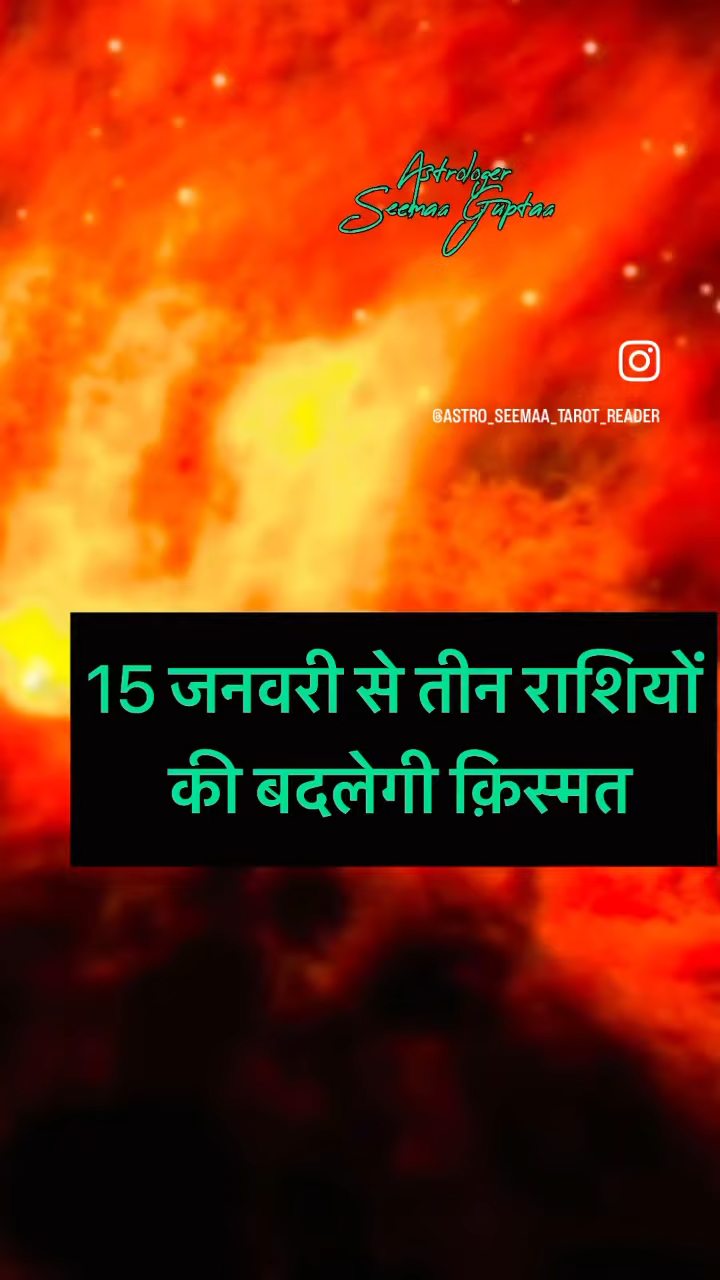 Astrologer
Seemaa Guptaa
@ASTRO_SEEMAA_TAROT_READER
15 जनवरी से तीन राशियों
की बदलेगी क़िस्मत